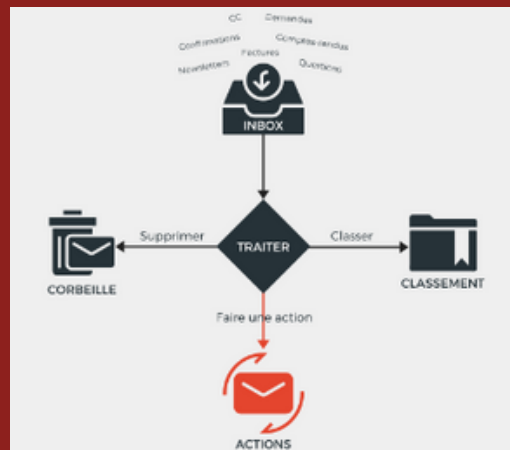 CC Demandes
Confirmations Comptes rendus
Factures
Newsletters Questions
INBOX
Supprimer TRAITER Classer
CORBEILLE CLASSEMENT
Faire une action
ACTIONS